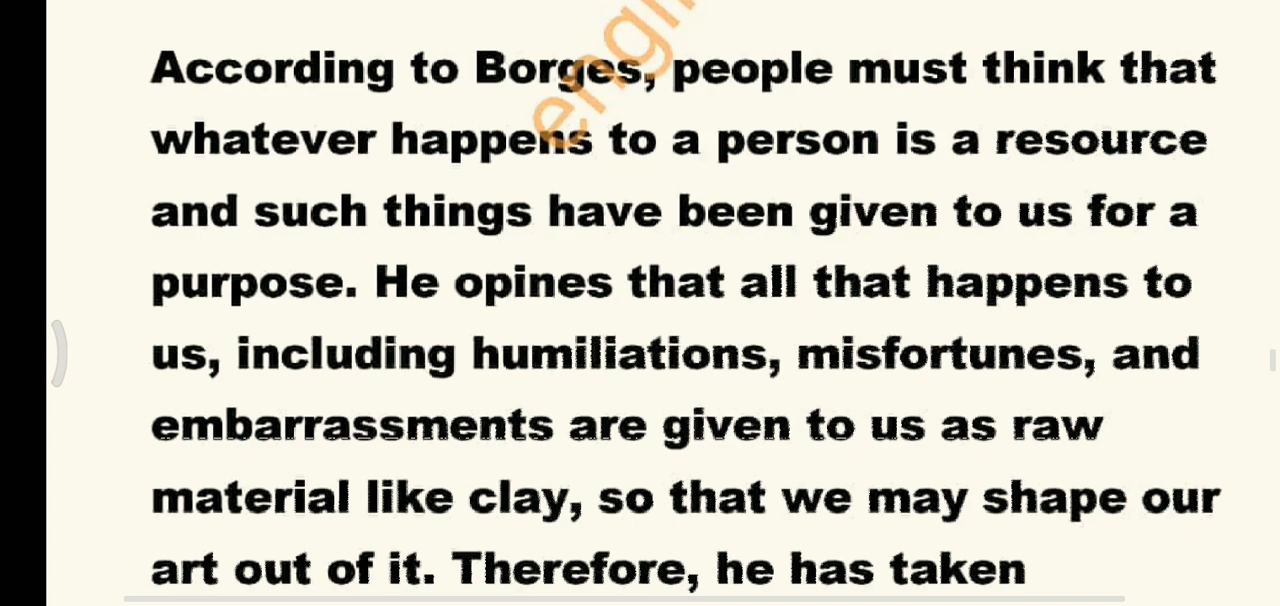 According to Borges, people must think that
whatever happens to a person is a resource
and such things have been given to us for a
purpose. He opines that all that happens to
us, including humiliations, misfortunes, and
embarrassments are given to us as raw
material like clay, so that we may shape our
art out of it. Therefore, he has taken